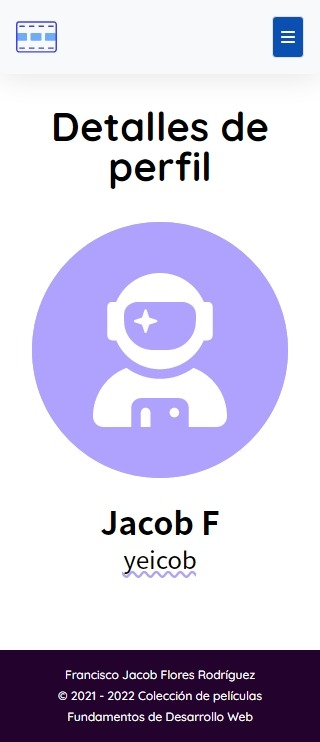 Detalles de
perfil
Jacob F
yeicob
Francisco Jacob Flores Rodríguez
© 2021 - 2022 Colección de películas
Fundamentos de Desarrollo Web